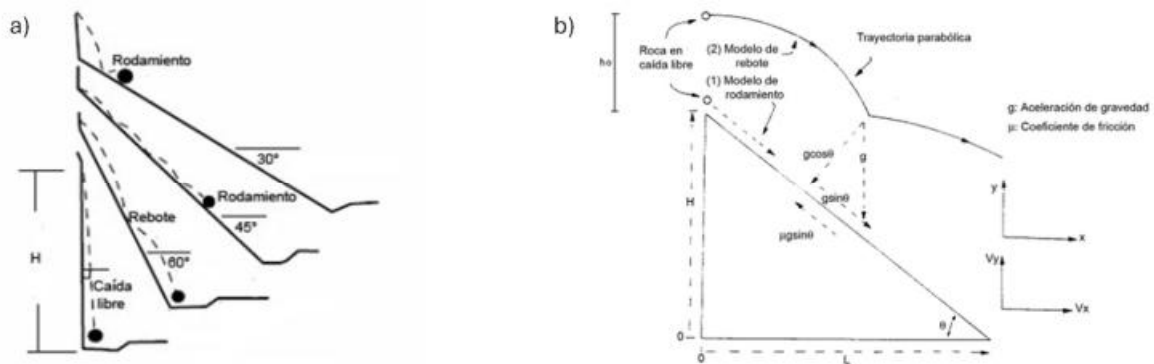 a)
Rodamiento
30°
Rodamiento
45°
Rebote
60°
H
Caída
libre
b)
ho
Roca en
caída libre
(2) Modelo de
rebote
(1) Modelo de
rodamiento
Trayectoria parabólica
g: Aceleración de gravedad
μ: Coeficiente de fricción
gcosθ
g
gsinθ
μgsinθ
H
y
x
Vy
Vx
θ
0
0
L